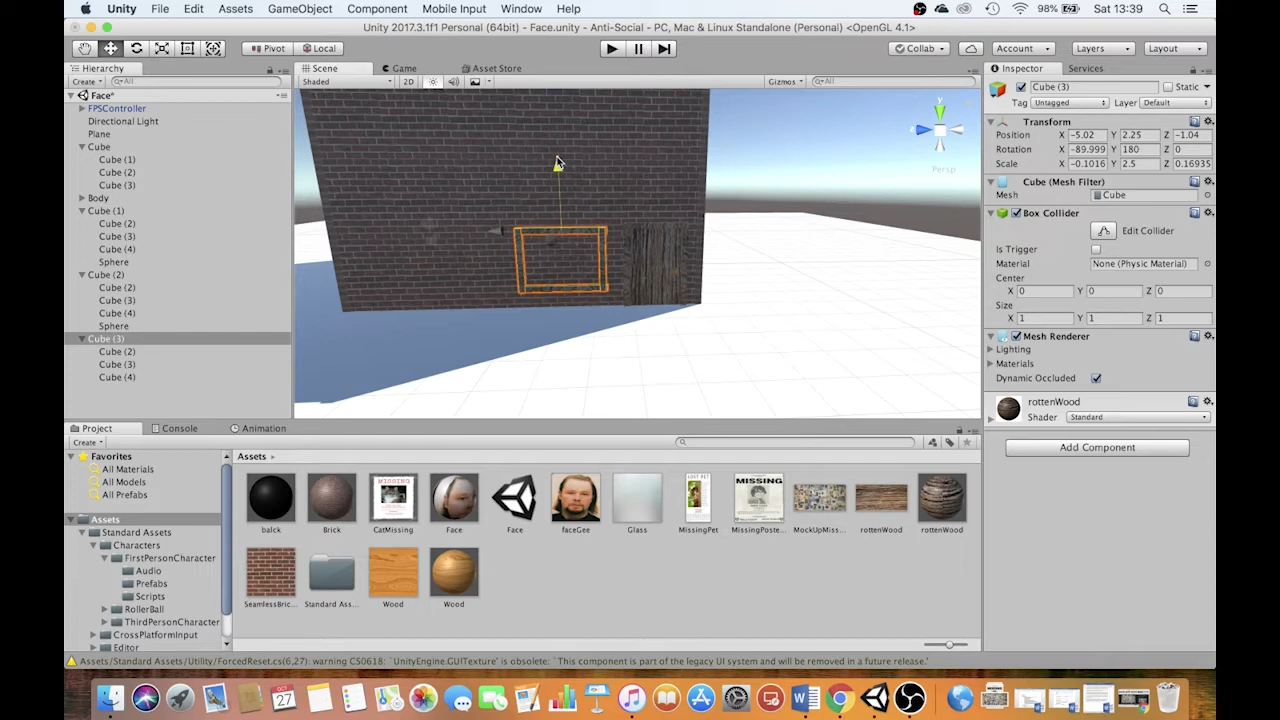 Unity File Edit Assets GameObject Component Mobile Input Window Help 98% Sat 13:39
Unity 2017.3.1f1 Personal (64bit) - Face.unity - Anti-Social - PC, Mac & Linux Standalone (Personal) <OpenGL 4.1>
Pivot Local Collab Account Layers Layout
Hierarchy
Create All
Face*
FPSController
Directional Light
Plane
Cube
Cube (1)
Cube (2)
Cube (3)
Body
Cube (1)
Cube (2)
Cube (3)
Cube (4)
Sphere
Cube (2)
Cube (2)
Cube (3)
Cube (4)
Sphere
Cube (3)
Cube (2)
Cube (3)
Cube (4)
Scene Game Asset Store
Shaded 2D Gizmos All
y
Persp
Inspector Services
Cube (3) Static
Tag Untagged Layer Default
Transform
Position X -5.02 Y 2.25 Z -1.04
Rotation X -89.999 Y 180 Z 0
Scale X -0.1016 Y 2.5 Z 0.16935
Cube (Mesh Filter)
Mesh Cube
Box Collider
Edit Collider
Is Trigger
Material None (Physic Material)
Center
X 0 Y 0 Z 0
Size
X 1 Y 1 Z 1
Mesh Renderer
Lighting
Materials
Dynamic Occluded
rottenWood
Shader Standard
Add Component
Project Console Animation
Create
Favorites
All Materials
All Models
All Prefabs
Assets
Standard Assets
Characters
FirstPersonCharacter
Audio
Prefabs
Scripts
RollerBall
ThirdPersonCharacter
CrossPlatformInput
Editor
Assets
balck Brick CatMissing Face Face faceGee Glass MissingPet MissingPoste... MockUpMiss... rottenWood rottenWood
SeamlessBric... Standard Ass... Wood Wood
MISSING
LOST PET
MISSING
Assets/Standard Assets/Utility/ForcedReset.cs(6,27): warning CS0618: `UnityEngine.GUITexture' is obsolete: `This component is part of the legacy UI system and will be removed in a future release.'
OCT
27